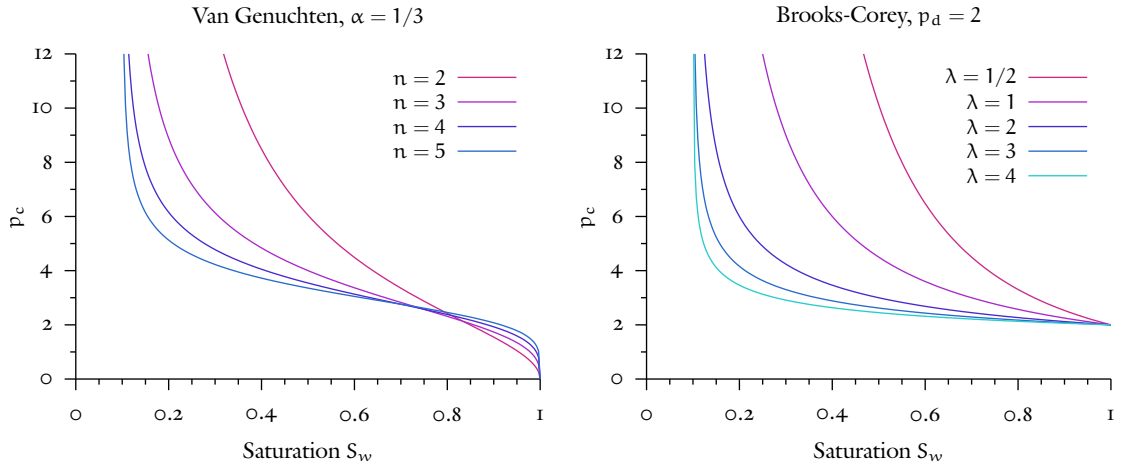 Van Genuchten, α = 1/3
12
10
8
6
4
2
0
p_c
n = 2
n = 3
n = 4
n = 5
0 0.2 0.4 0.6 0.8 1
Saturation S_w
Brooks-Corey, p_d = 2
12
10
8
6
4
2
0
p_c
λ = 1/2
λ = 1
λ = 2
λ = 3
λ = 4
0 0.2 0.4 0.6 0.8 1
Saturation S_w